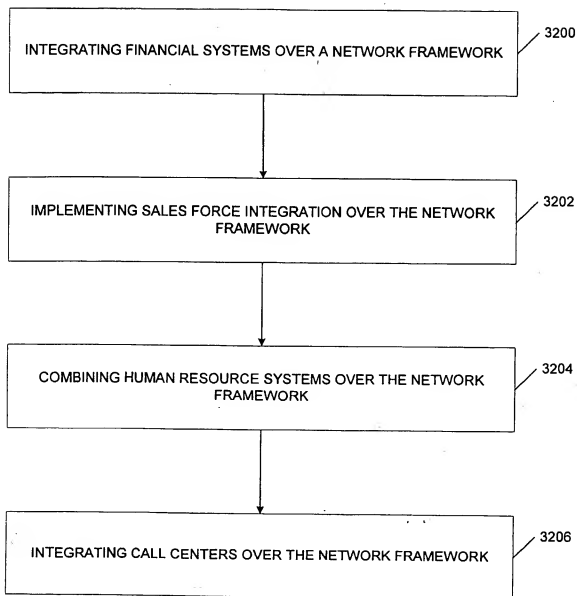 3200
INTEGRATING FINANCIAL SYSTEMS OVER A NETWORK FRAMEWORK
3202
IMPLEMENTING SALES FORCE INTEGRATION OVER THE NETWORK
FRAMEWORK
3204
COMBINING HUMAN RESOURCE SYSTEMS OVER THE NETWORK
FRAMEWORK
3206
INTEGRATING CALL CENTERS OVER THE NETWORK FRAMEWORK